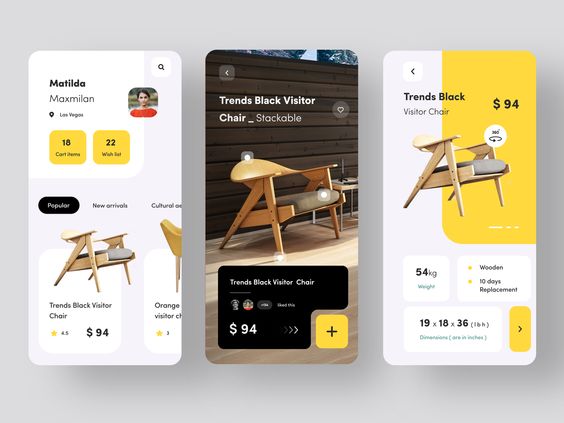 Matilda
Maxmilan
Las Vegas
18
Cart items
22
Wish list
Popular
New arrivals
Cultural ae
Trends Black Visitor
Chair
4.5
$ 94
Orange
visitor ch
3
Trends Black Visitor
Chair _ Stackable
Trends Black Visitor Chair
liked this
$ 94
Trends Black
Visitor Chair
$ 94
360°
54kg
Weight
Wooden
10 days
Replacement
19 x 18 x 36 ( l b h )
Dimensions ( are in inches )